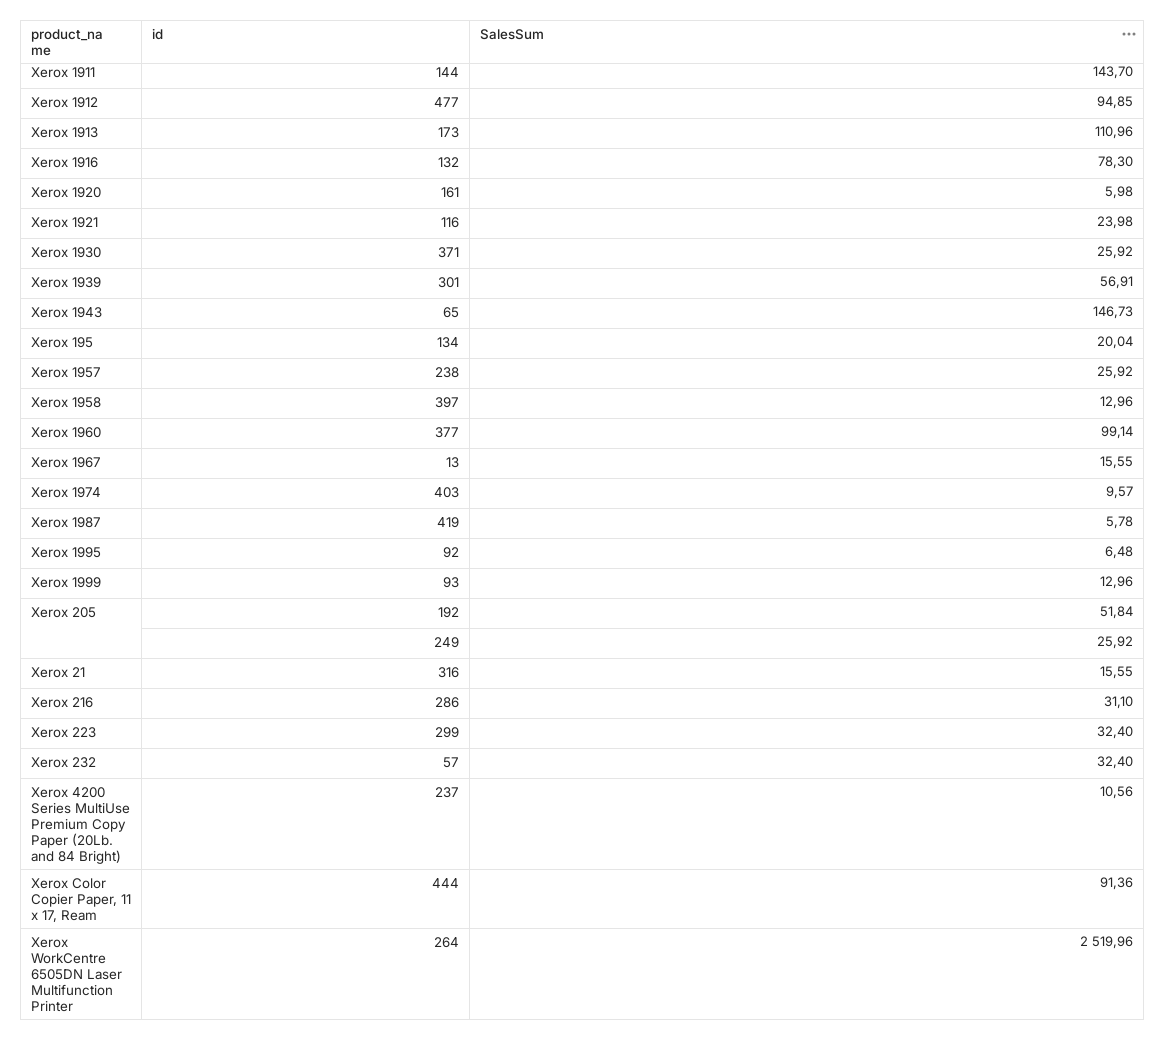 product_na
me
id
SalesSum
Xerox 1911 144 143,70
Xerox 1912 477 94,85
Xerox 1913 173 110,96
Xerox 1916 132 78,30
Xerox 1920 161 5,98
Xerox 1921 116 23,98
Xerox 1930 371 25,92
Xerox 1939 301 56,91
Xerox 1943 65 146,73
Xerox 195 134 20,04
Xerox 1957 238 25,92
Xerox 1958 397 12,96
Xerox 1960 377 99,14
Xerox 1967 13 15,55
Xerox 1974 403 9,57
Xerox 1987 419 5,78
Xerox 1995 92 6,48
Xerox 1999 93 12,96
Xerox 205 192 51,84
249 25,92
Xerox 21 316 15,55
Xerox 216 286 31,10
Xerox 223 299 32,40
Xerox 232 57 32,40
Xerox 4200 237 10,56
Series MultiUse
Premium Copy
Paper (20Lb.
and 84 Bright)
Xerox Color 444 91,36
Copier Paper, 11
x 17, Ream
Xerox 264 2 519,96
WorkCentre
6505DN Laser
Multifunction
Printer